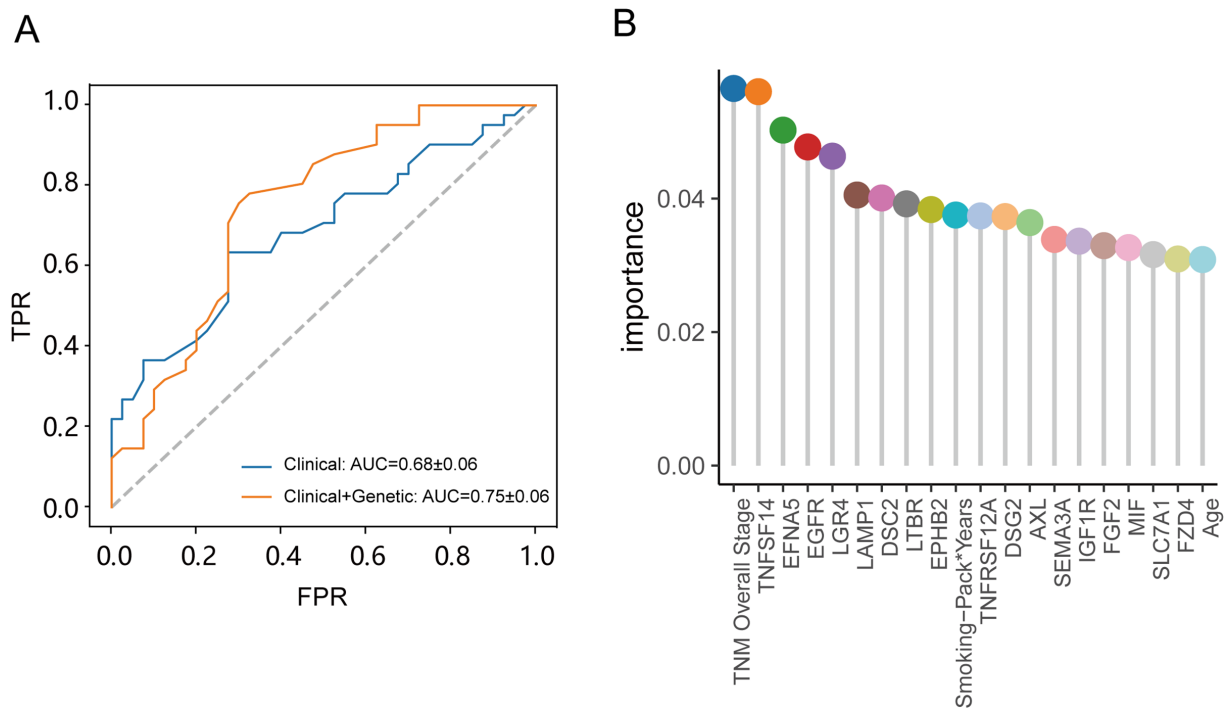 A
1.0
0.8
0.6
0.4
0.2
0.0
TPR
0.0
0.2
0.4
0.6
0.8
1.0
FPR
Clinical: AUC=0.68±0.06
Clinical+Genetic: AUC=0.75±0.06
B
importance
0.04
0.02
0.00
TNM Overall Stage
TNFSF14
EFNA5
EGFR
LGR4
LAMP1
DSC2
LTBR
EPHB2
Smoking−Pack*Years
TNFRSF12A
DSG2
AXL
SEMA3A
IGF1R
FGF2
MIF
SLC7A1
FZD4
Age